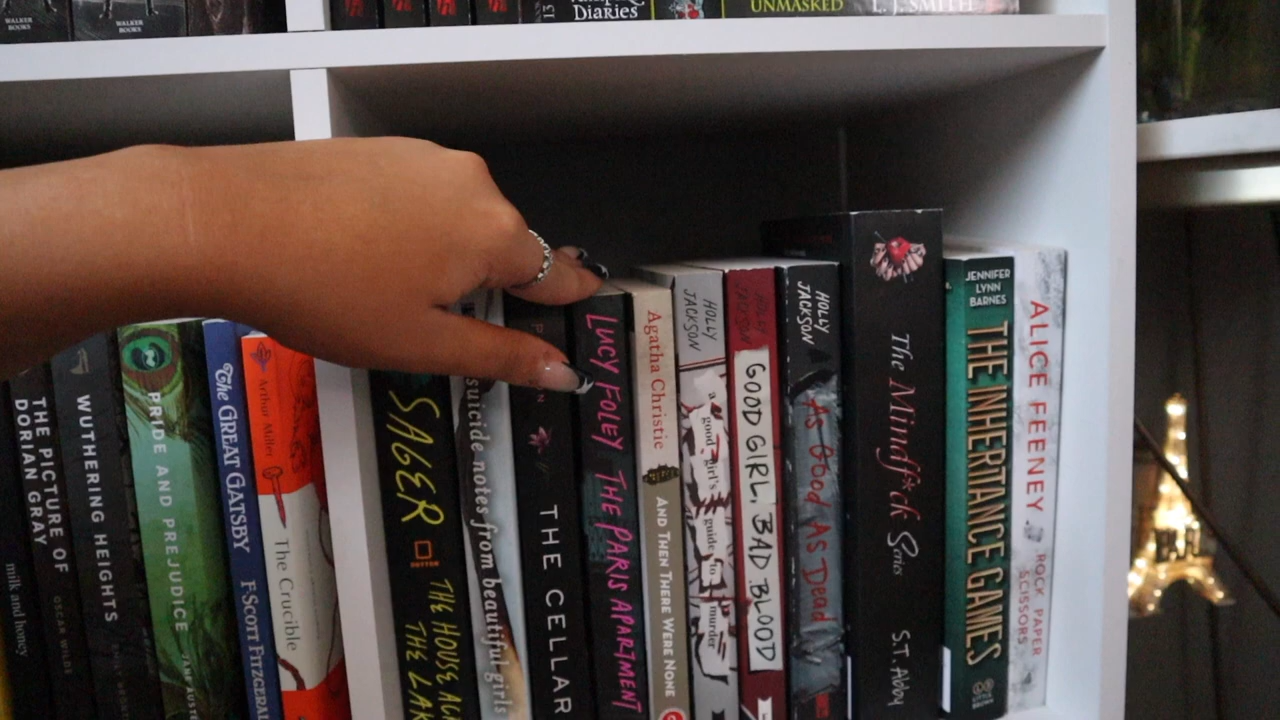 WALKER
BOOKS
WALKER
BOOKS
DIARIES
UNMASKED
L. J. SMITH
milk and honey
THE PICTURE OF
DORIAN GRAY
OSCAR WILDE
WUTHERING HEIGHTS
PRIDE AND PREJUDICE
The GREAT GATSBY
Arthur Miller
The Crucible
SAGER
THE HOUSE
THE
suicide notes from beautiful girls
THE CELLAR
LUCY FOLEY THE PARIS APARTMENT
Agatha Christie
AND THEN THERE WERE NONE
HOLLY
JACKSON
a good girl's guide to murder
HOLLY
JACKSON
GOOD GIRL, BAD BLOOD
HOLLY
JACKSON
As Good As Dead
The Mindf*ck Series
S.T. Abby
JENNIFER
LYNN
BARNES
THE INHERITANCE GAMES
ALICE FEENEY
ROCK PAPER
SCISSORS